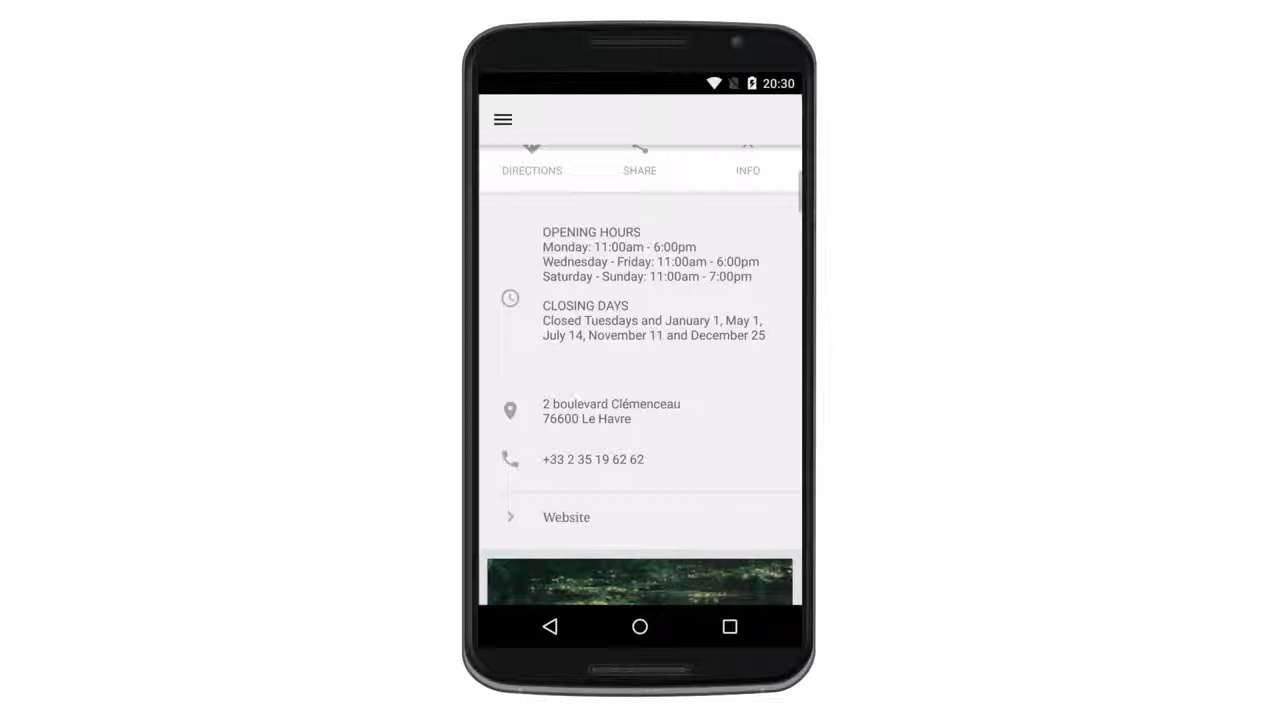 20:30
DIRECTIONS SHARE INFO
OPENING HOURS
Monday: 11:00am - 6:00pm
Wednesday - Friday: 11:00am - 6:00pm
Saturday - Sunday: 11:00am - 7:00pm
CLOSING DAYS
Closed Tuesdays and January 1, May 1,
July 14, November 11 and December 25
2 boulevard Clémenceau
76600 Le Havre
+33 2 35 19 62 62
Website